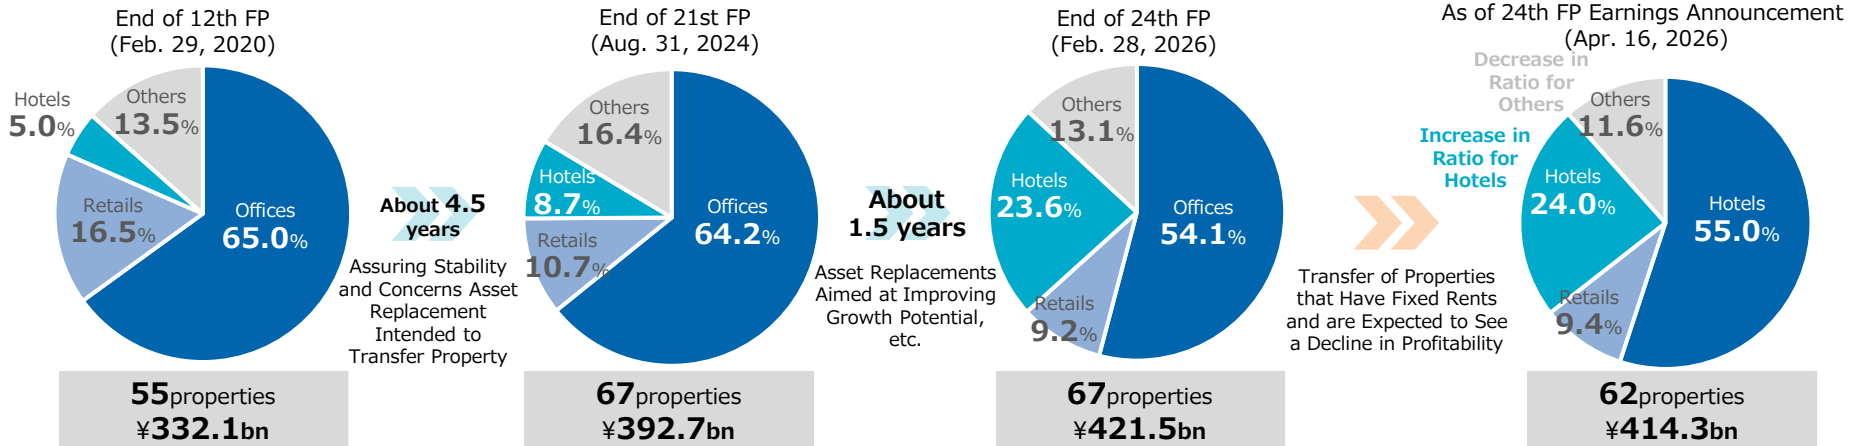 End of 12th FP
(Feb. 29, 2020)
Hotels
5.0%
Others
13.5%
Retails
16.5%
Offices
65.0%
55properties
¥332.1bn
About 4.5
years
Assuring Stability
and Concerns Asset
Replacement
Intended to
Transfer Property
End of 21st FP
(Aug. 31, 2024)
Others
16.4%
Hotels
8.7%
Retails
10.7%
Offices
64.2%
67properties
¥392.7bn
About
1.5 years
Asset Replacements
Aimed at Improving
Growth Potential,
etc.
End of 24th FP
(Feb. 28, 2026)
Others
13.1%
Hotels
23.6%
Retails
9.2%
Offices
54.1%
67properties
¥421.5bn
Transfer of Properties
that Have Fixed Rents
and are Expected to See
a Decline in Profitability
As of 24th FP Earnings Announcement
(Apr. 16, 2026)
Decrease in
Ratio for
Others
Increase in
Ratio for
Hotels
Others
11.6%
Hotels
24.0%
Retails
9.4%
Hotels
55.0%
62properties
¥414.3bn